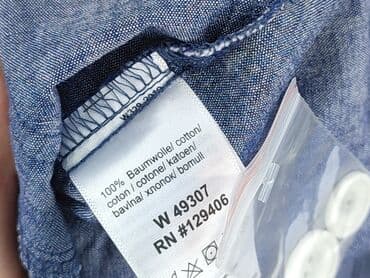 100% Baumwolle/ cotton/
coton / cotone/ katoen/
bavlna/ хлопок/ bomull
W 49307
RN #129406